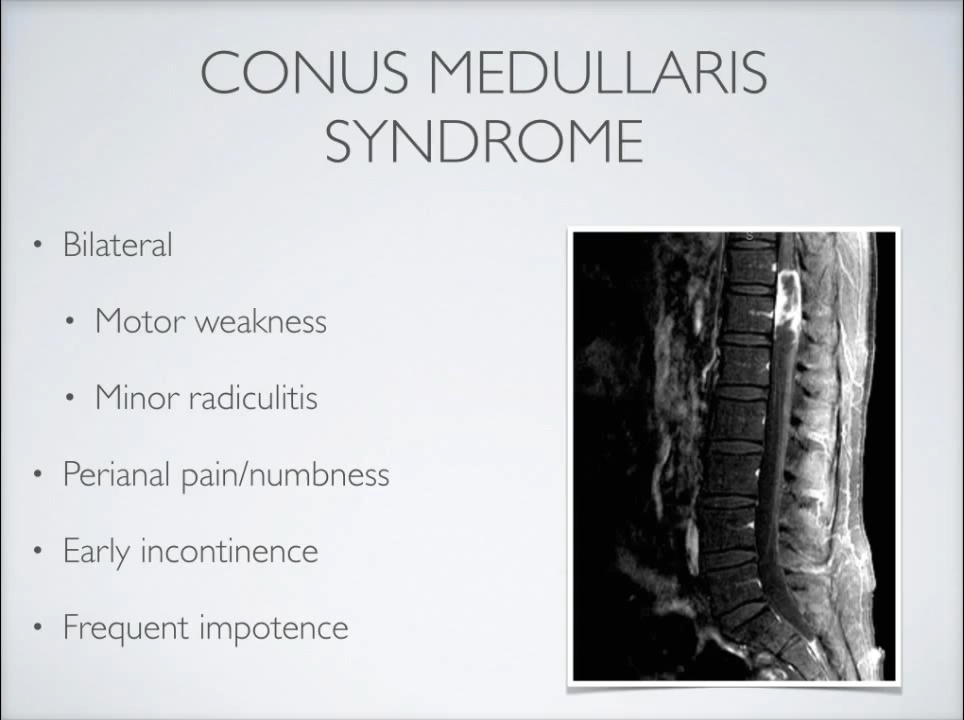 CONUS MEDULLARIS
SYNDROME
• Bilateral
• Motor weakness
• Minor radiculitis
• Perianal pain/numbness
• Early incontinence
• Frequent impotence
S